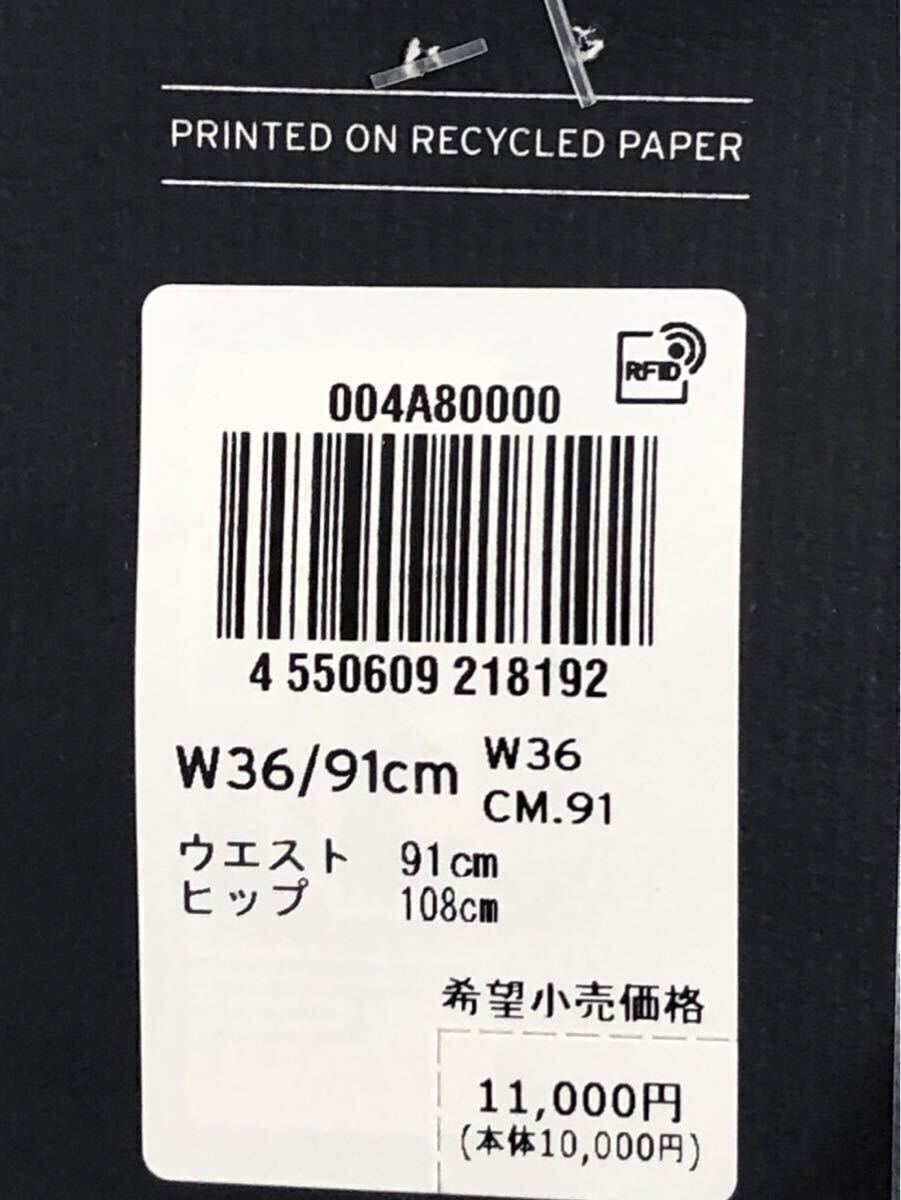 PRINTED ON RECYCLED PAPER
RFID
004A80000
4 550609 218192
W36/91cm
W36
CM.91
ウエスト 91cm
ヒップ 108cm
希望小売価格
11,000円
(本体10,000円)